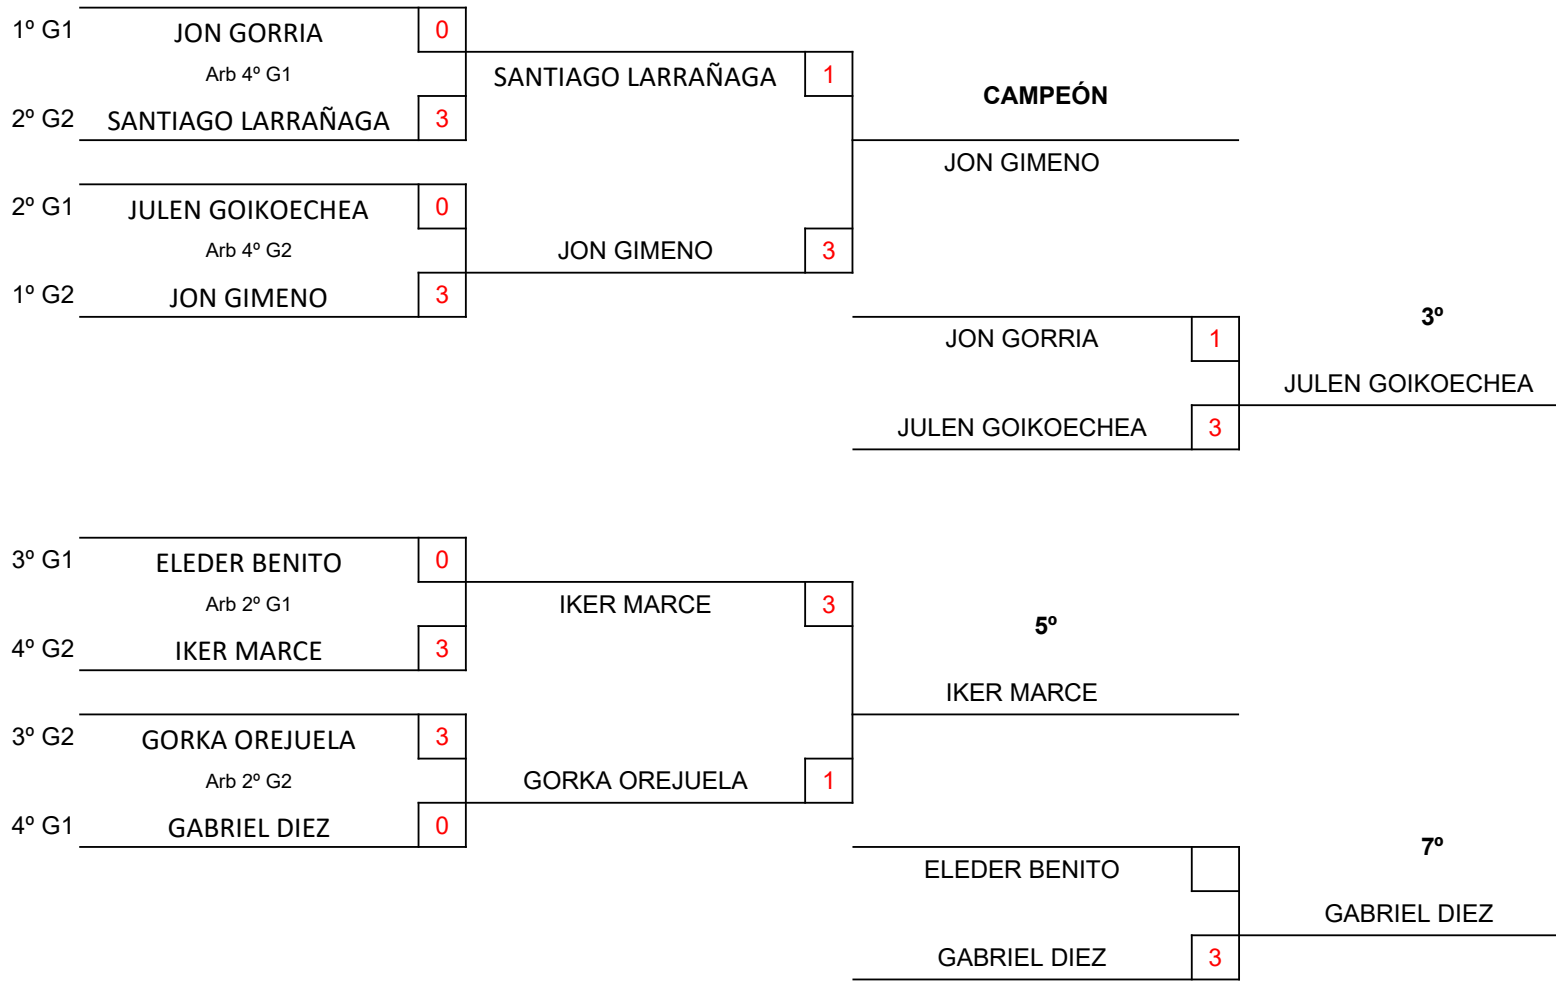 1º G1 JON GORRIA 0
Arb 4º G1 SANTIAGO LARRAÑAGA 1
CAMPEÓN
2º G2 SANTIAGO LARRAÑAGA 3
JON GIMENO
2º G1 JULEN GOIKOECHEA 0
Arb 4º G2 JON GIMENO 3
1º G2 JON GIMENO 3
3º
JON GORRIA 1
JULEN GOIKOECHEA
JULEN GOIKOECHEA 3
3º G1 ELEDER BENITO 0
Arb 2º G1 IKER MARCE 3
5º
4º G2 IKER MARCE 3
IKER MARCE
3º G2 GORKA OREJUELA 3
Arb 2º G2 GORKA OREJUELA 1
4º G1 GABRIEL DIEZ 0
7º
ELEDER BENITO
GABRIEL DIEZ
GABRIEL DIEZ 3